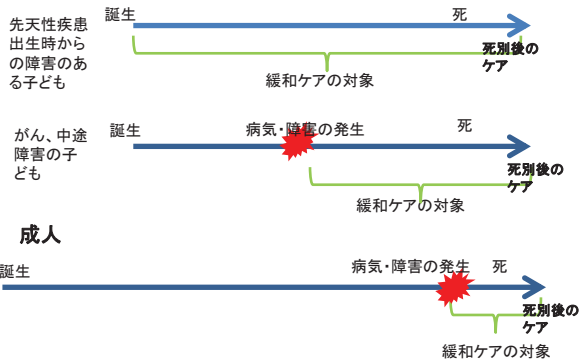 先天性疾患
出生時から
の障害のあ
る子ども
誕生
死
死別後の
ケア
緩和ケアの対象
がん、中途
障害の子
ども
誕生
病気・障害の発生
死
死別後の
ケア
緩和ケアの対象
成人
誕生
病気・障害の発生
死
死別後の
ケア
緩和ケアの対象